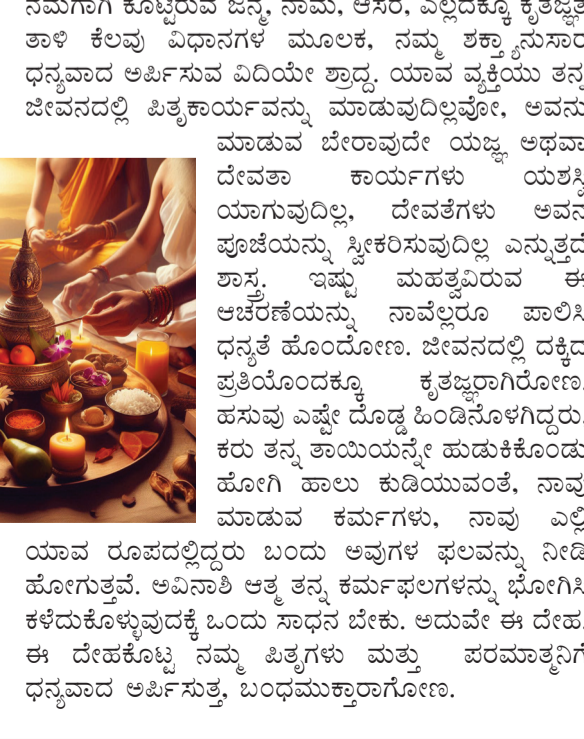 ನಮಗಾಗಿ ಕೊಟ್ಟಿರುವ ಜನ್ಮ, ನಾಮ, ಆಸರೆ, ಎಲ್ಲದಕ್ಕೂ ಕೃತಜ್ಞತೆ
ತಾಳಿ ಕೆಲವು ವಿಧಾನಗಳ ಮೂಲಕ, ನಮ್ಮ ಶಕ್ತ್ಯಾನುಸಾರ
ಧನ್ಯವಾದ ಅರ್ಪಿಸುವ ವಿದಿಯೇ ಶ್ರಾದ್ದ. ಯಾವ ವ್ಯಕ್ತಿಯು ತನ್ನ
ಜೀವನದಲ್ಲಿ ಪಿತೃಕಾರ್ಯವನ್ನು ಮಾಡುವುದಿಲ್ಲವೋ, ಅವನು
ಮಾಡುವ ಬೇರಾವುದೇ ಯಜ್ಞ ಅಥವಾ
ದೇವತಾ ಕಾರ್ಯಗಳು ಯಶಸ್ವಿ
ಯಾಗುವುದಿಲ್ಲ, ದೇವತೆಗಳು ಅವನ
ಪೂಜೆಯನ್ನು ಸ್ವೀಕರಿಸುವುದಿಲ್ಲ ಎನ್ನುತ್ತದೆ
ಶಾಸ್ತ್ರ. ಇಷ್ಟು ಮಹತ್ವವಿರುವ ಈ
ಆಚರಣೆಯನ್ನು ನಾವೆಲ್ಲರೂ ಪಾಲಿಸಿ
ಧನ್ಯತೆ ಹೊಂದೋಣ. ಜೀವನದಲ್ಲಿ ದಕ್ಕಿದ
ಪ್ರತಿಯೊಂದಕ್ಕೂ ಕೃತಜ್ಞರಾಗಿರೋಣ.
ಹಸುವು ಎಷ್ಟೇ ದೊಡ್ಡ ಹಿಂಡಿನೊಳಗಿದ್ದರು.
ಕರು ತನ್ನ ತಾಯಿಯನ್ನೇ ಹುಡುಕಿಕೊಂಡು
ಹೋಗಿ ಹಾಲು ಕುಡಿಯುವಂತೆ, ನಾವು
ಮಾಡುವ ಕರ್ಮಗಳು, ನಾವು ಎಲ್ಲಿ
ಯಾವ ರೂಪದಲ್ಲಿದ್ದರು ಬಂದು ಅವುಗಳ ಫಲವನ್ನು ನೀಡಿ
ಹೋಗುತ್ತವೆ. ಅವಿನಾಶಿ ಆತ್ಮ ತನ್ನ ಕರ್ಮಫಲಗಳನ್ನು ಭೋಗಿಸಿ
ಕಳೆದುಕೊಳ್ಳುವುದಕ್ಕೆ ಒಂದು ಸಾಧನ ಬೇಕು. ಅದುವೇ ಈ ದೇಹ.
ಈ ದೇಹಕೊಟ್ಟ ನಮ್ಮ ಪಿತೃಗಳು ಮತ್ತು ಪರಮಾತ್ಮನಿಗೆ
ಧನ್ಯವಾದ ಅರ್ಪಿಸುತ್ತ, ಬಂಧಮುಕ್ತಾರಾಗೋಣ.